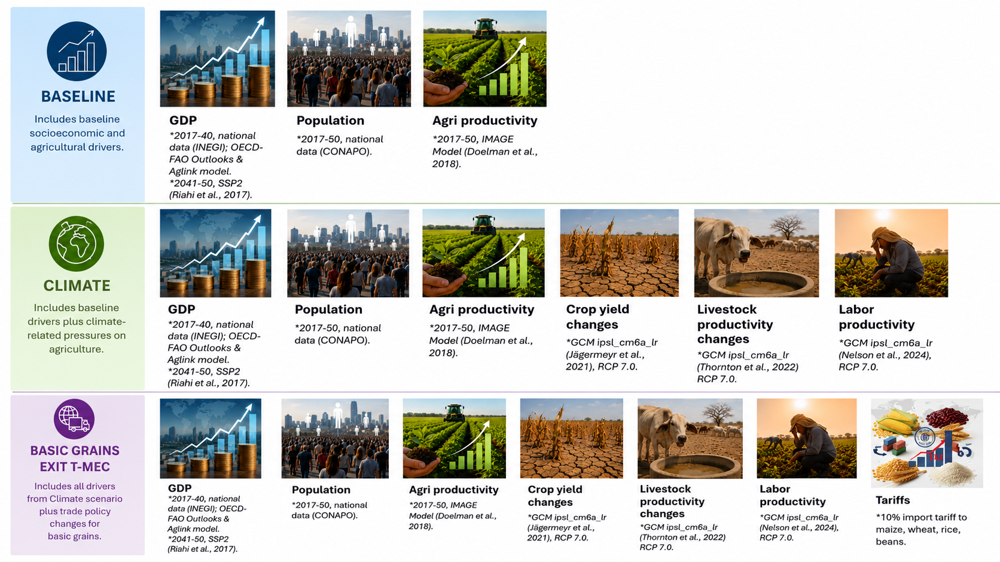 BASELINE
Includes baseline
socioeconomic and
agricultural drivers.
GDP
*2017-40, national
data (INEGI); OECD-
FAO Outlooks &
Aglink model.
*2041-50, SSP2
(Riahi et al., 2017).
Population
*2017-50, national
data (CONAPO).
Agri productivity
*2017-50, IMAGE
Model (Doelman et al.,
2018).
CLIMATE
Includes baseline
drivers plus climate-
related pressures on
agriculture.
GDP
*2017-40, national
data (INEGI); OECD-
FAO Outlooks &
Aglink model.
*2041-50, SSP2
(Riahi et al., 2017).
Population
*2017-50, national
data (CONAPO).
Agri productivity
*2017-50, IMAGE
Model (Doelman et al.,
2018).
Crop yield
changes
*GCM ipsl_cm6a_lr
(Jägermeyr et al.,
2021), RCP 7.0.
Livestock
productivity
changes
*GCM ipsl_cm6a_lr
(Thornton et al., 2022)
RCP 7.0.
Labor
productivity
*GCM ipsl_cm6a_lr
(Nelson et al., 2024),
RCP 7.0.
BASIC GRAINS
EXIT T-MEC
Includes all drivers
from Climate scenario
plus trade policy
changes for
basic grains.
GDP
*2017-40, national
data (INEGI); OECD-
FAO Outlooks &
Aglink model.
*2041-50, SSP2
(Riahi et al., 2017).
Population
*2017-50, national
data (CONAPO).
Agri productivity
*2017-50, IMAGE
Model (Doelman et al.,
2018).
Crop yield
changes
*GCM ipsl_cm6a_lr
(Jägermeyr et al.,
2021), RCP 7.0.
Livestock
productivity
changes
*GCM ipsl_cm6a_lr
(Thornton et al., 2022)
RCP 7.0.
Labor
productivity
*GCM ipsl_cm6a_lr
(Nelson et al., 2024),
RCP 7.0.
Tariffs
*10% import tariff to
maize, wheat, rice,
beans.